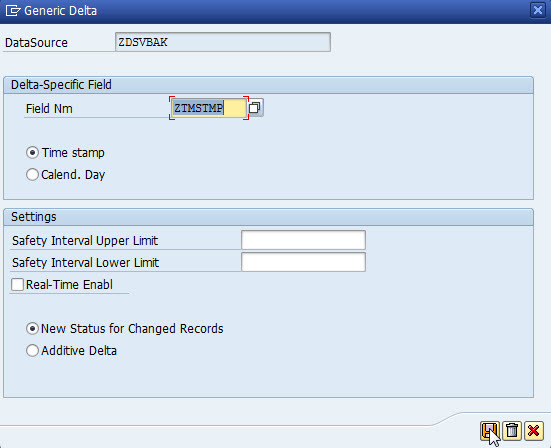 Generic Delta
DataSource ZDSVBAK
Delta-Specific Field
Field Nm ZTMSTMP
Time stamp
Calend. Day
Settings
Safety Interval Upper Limit
Safety Interval Lower Limit
Real-Time Enabl
New Status for Changed Records
Additive Delta